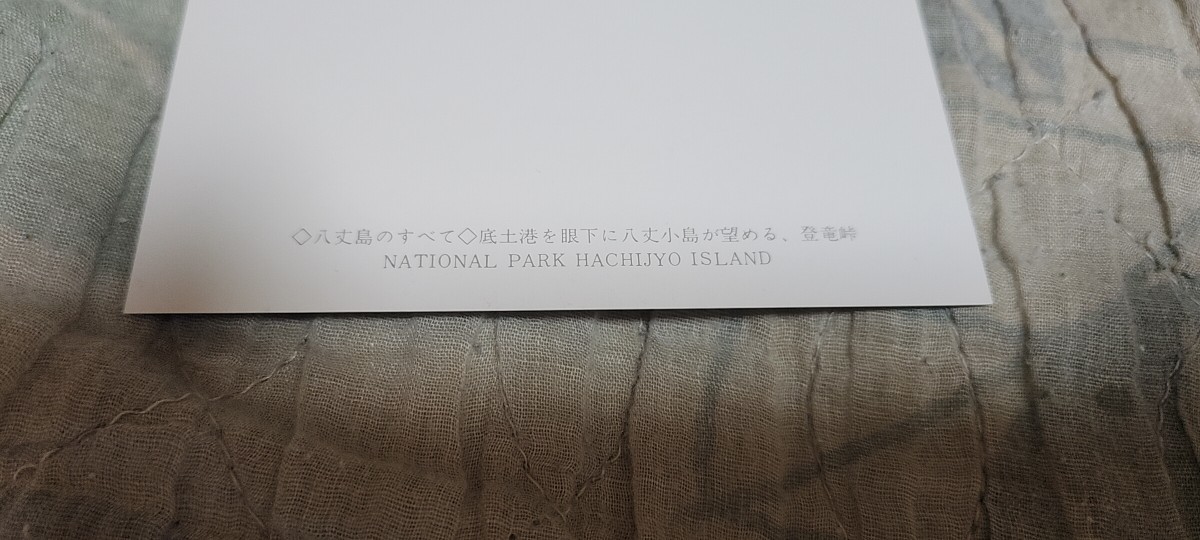 ◇八丈島のすべて◇底土港を眼下に八丈小島が望める、登竜峠
NATIONAL PARK HACHIJYO ISLAND